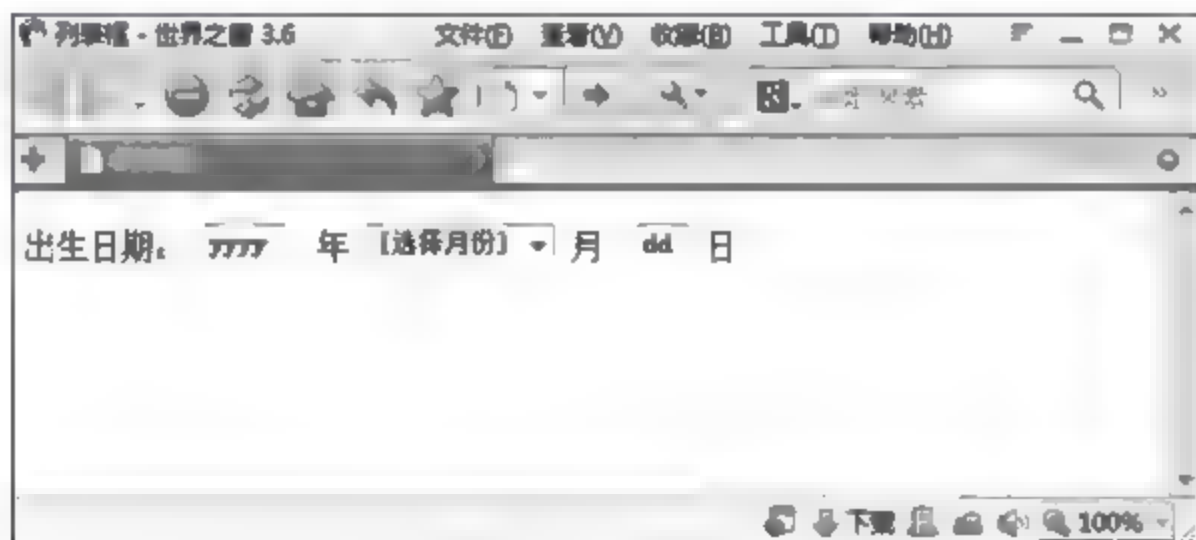 列表框 - 世界之窗 3.6 文件(F) 查看(V) 收藏(B) 工具(T) 帮助(H)
出生日期: yyyy 年 [选择月份] 月 dd 日
下载 100%